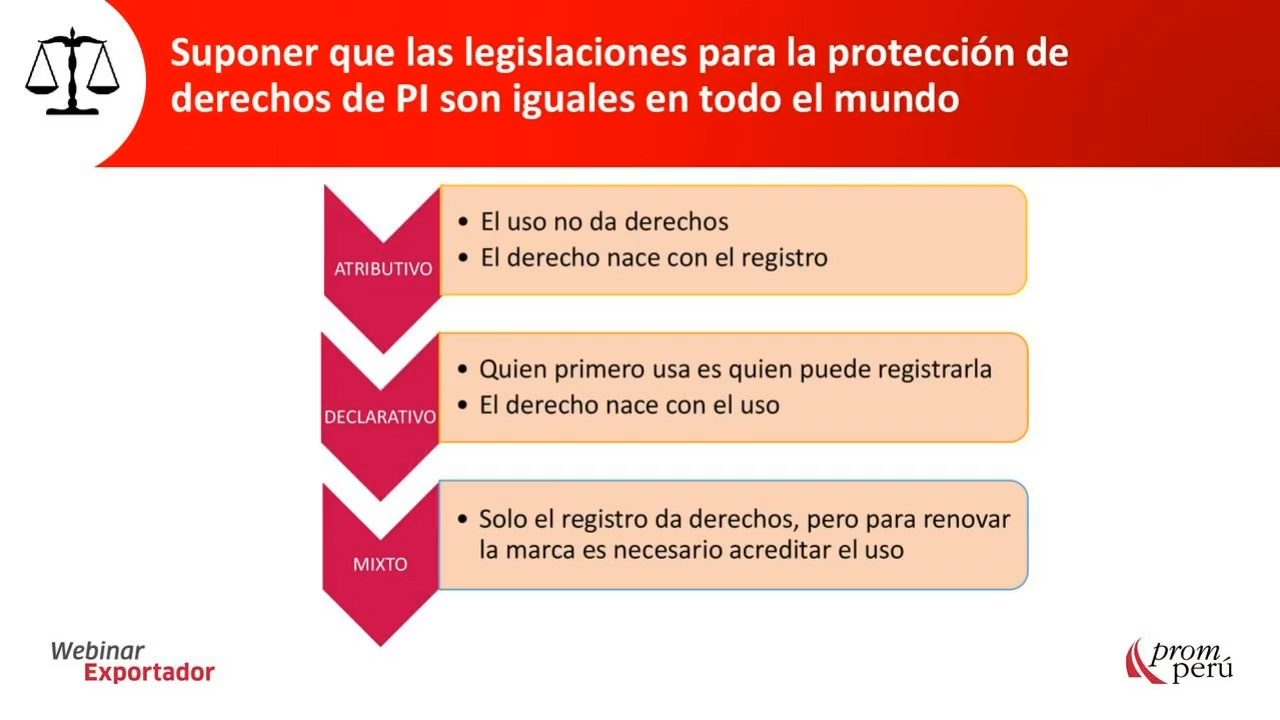 Suponer que las legislaciones para la protección de
derechos de PI son iguales en todo el mundo
ATRIBUTIVO
• El uso no da derechos
• El derecho nace con el registro
DECLARATIVO
• Quien primero usa es quien puede registrarla
• El derecho nace con el uso
MIXTO
• Solo el registro da derechos, pero para renovar
la marca es necesario acreditar el uso
Webinar
Exportador
prom
perú